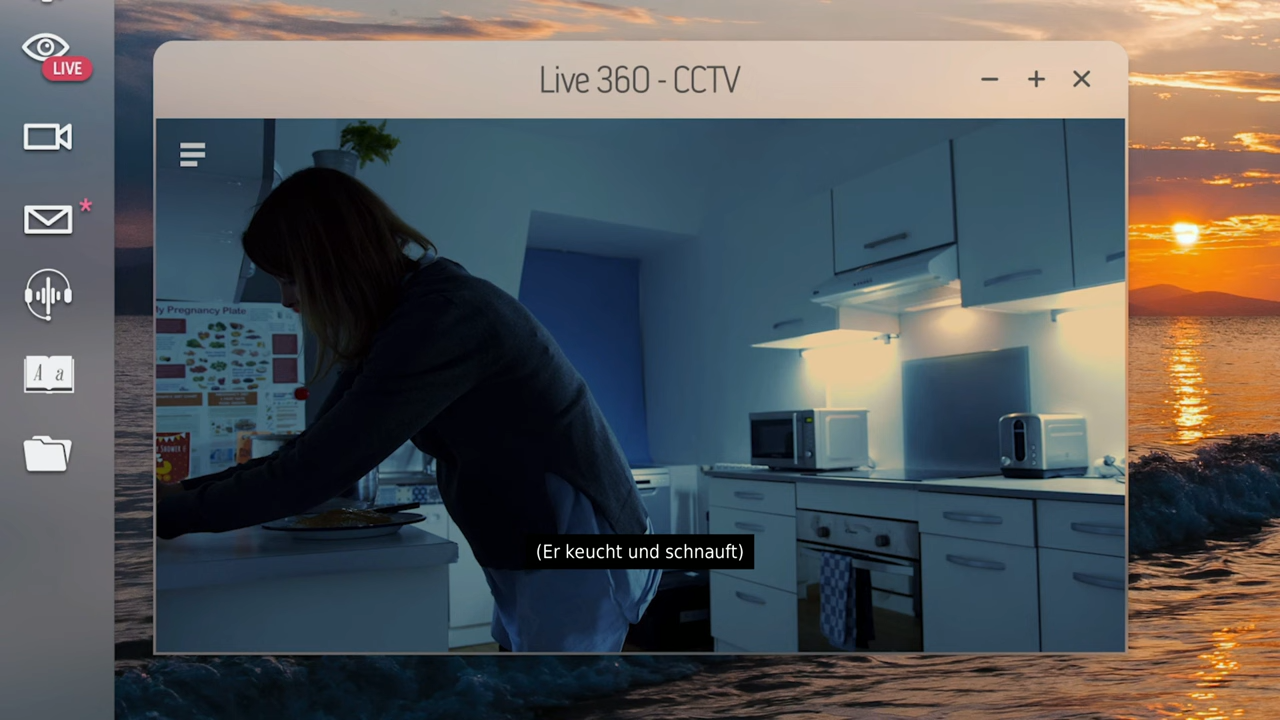 LIVE
Live 360 - CCTV
My Pregnancy Plate
A a
(Er keucht und schnauft)